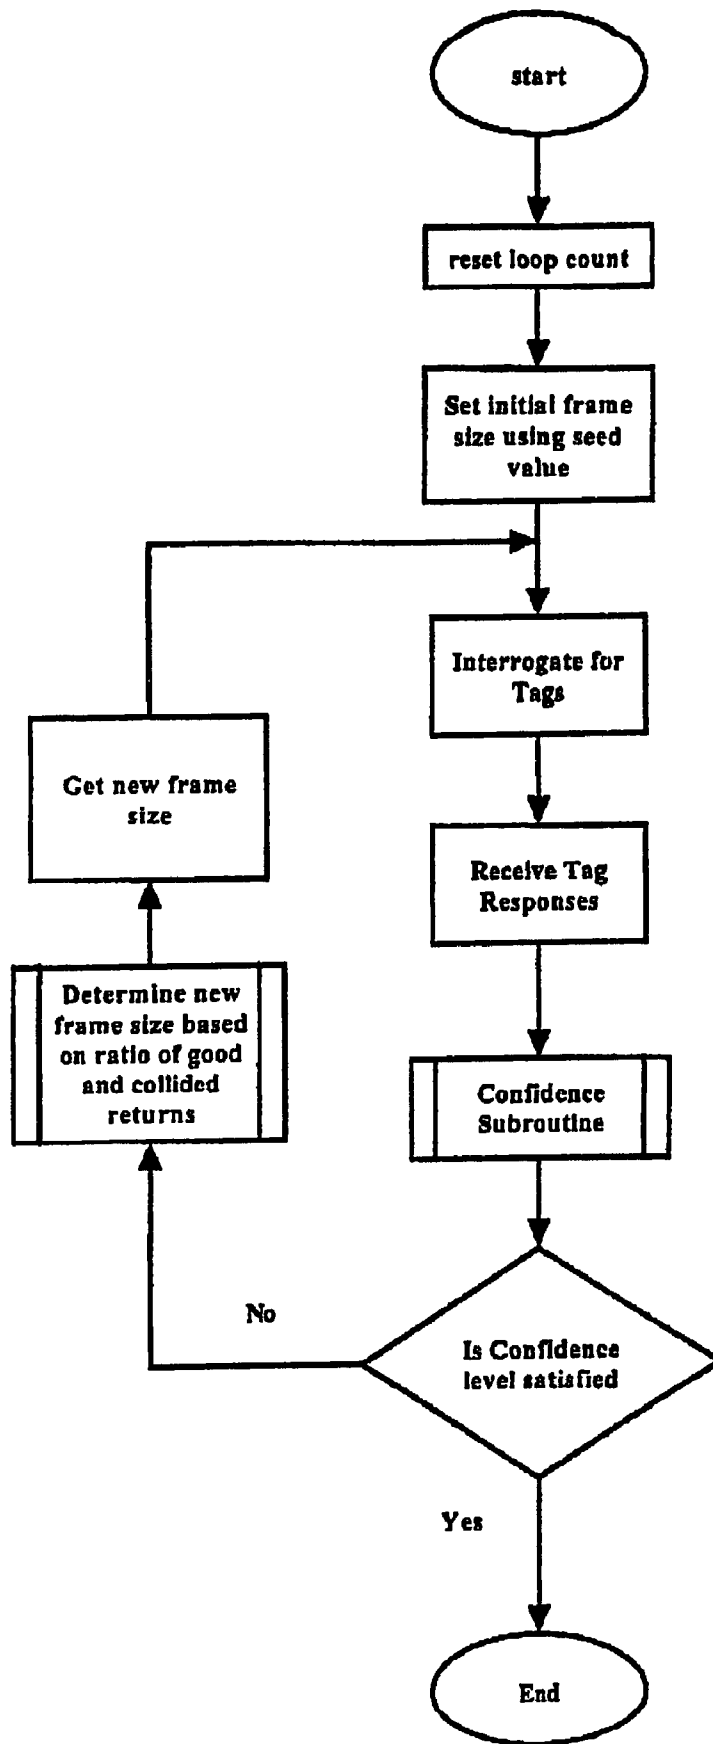 start
reset loop count
Set initial frame
size using seed
value
Interrogate for
Tags
Get new frame
size
Receive Tag
Responses
Determine new
frame size based
on ratio of good
and collided
returns
Confidence
Subroutine
No
Is Confidence
level satisfied
Yes
End